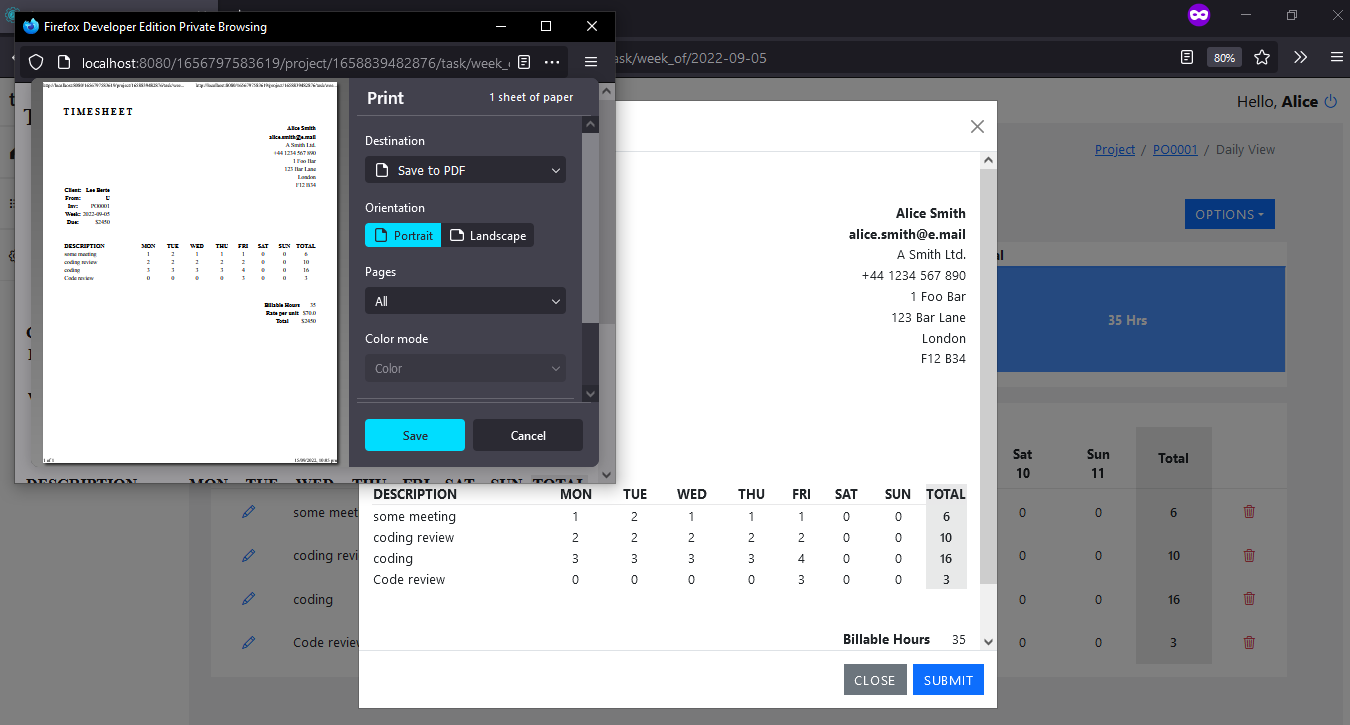 Firefox Developer Edition Private Browsing
localhost:8080/1656797583619/project/1658839482876/task/week_o
ask/week_of/2022-09-05
80%
Hello, Alice
Project / PO0001 / Daily View
OPTIONS
35 Hrs
Print
1 sheet of paper
Destination
Save to PDF
Orientation
Portrait
Landscape
Pages
All
Color mode
Color
Save
Cancel
TIMESHEET
Alice Smith
alice.smith@e.mail
A Smith Ltd.
+44 1234 567 890
1 Foo Bar
123 Bar Lane
London
F12 B34
Client: Lee Berts
From:
Inv: PO0001
Week: 2022-09-05
Due: $2450
DESCRIPTION MON TUE WED THU FRI SAT SUN TOTAL
some meeting 1 2 1 1 1 0 0 6
coding review 2 2 2 2 2 0 0 10
coding 3 3 3 3 4 0 0 16
Code review 0 0 0 0 3 0 0 3
Billable Hours 35
Rate per unit $70.0
Total $2450
1 of 1
DESCRIPTION MON TUE WED THU FRI SAT SUN TOTAL
Alice Smith
alice.smith@e.mail
A Smith Ltd.
+44 1234 567 890
1 Foo Bar
123 Bar Lane
London
F12 B34
DESCRIPTION MON TUE WED THU FRI SAT SUN TOTAL
some meeting 1 2 1 1 1 0 0 6
coding review 2 2 2 2 2 0 0 10
coding 3 3 3 3 4 0 0 16
Code review 0 0 0 0 3 0 0 3
Billable Hours 35
CLOSE
SUBMIT
Sat 10
Sun 11
Total
some meet 0 0 6
coding revi 0 0 10
coding 0 0 16
Code review 0 0 3